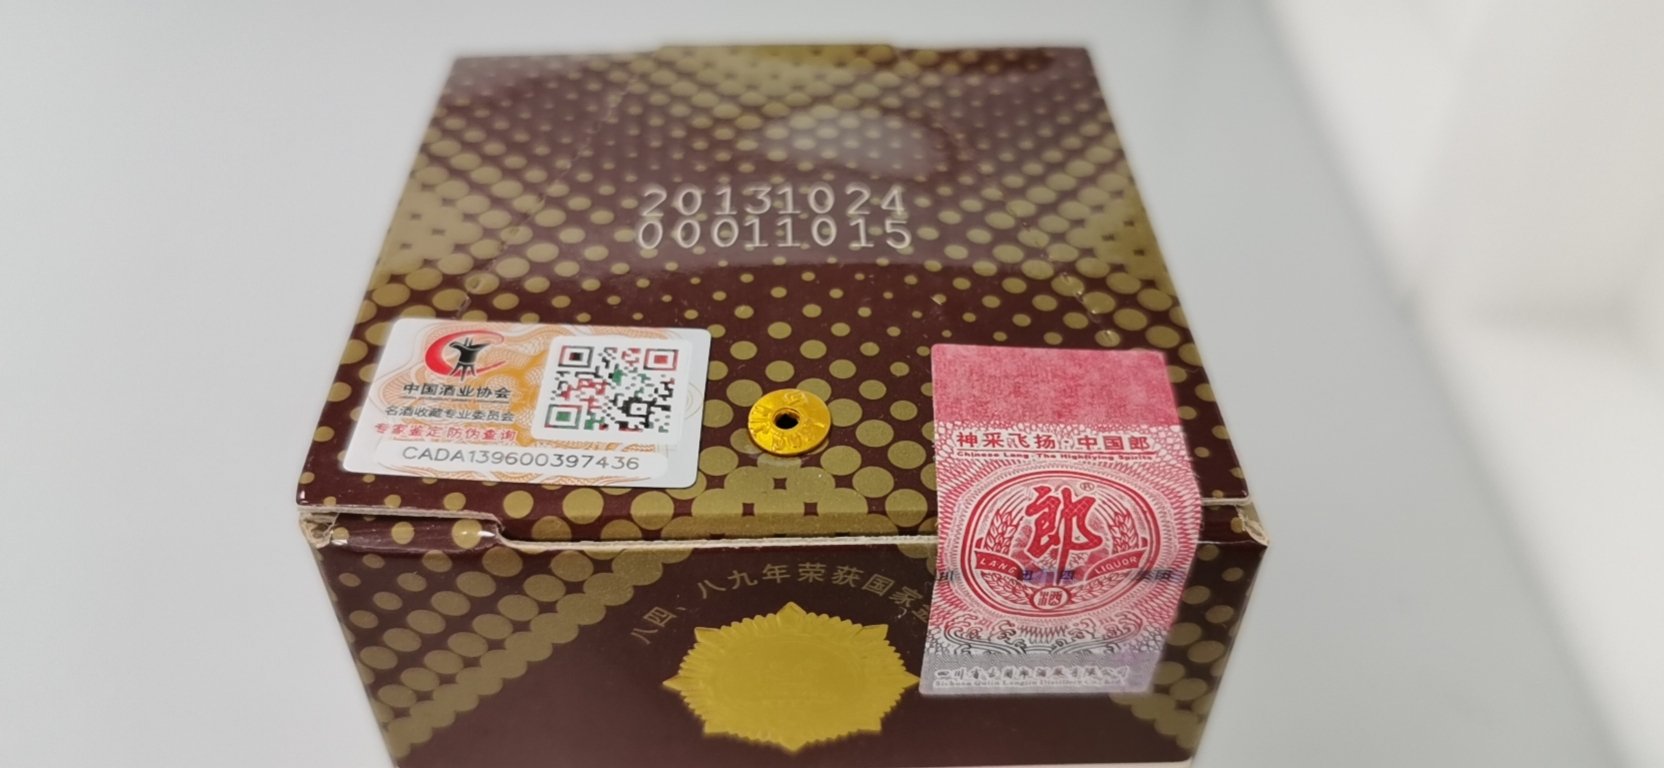 20131024
00011015
中国酒业协会
名酒收藏专业委员会
专家鉴定 防伪查询
CADA139600397436
神采飞扬·中国郎
Chinese Lang · The Highflying Spirits
郎®
LANG LIQUOR
酒
八四、八九年荣获国家